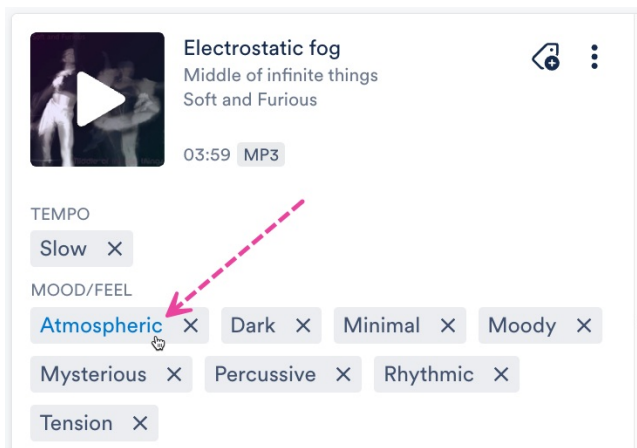 Electrostatic fog
Middle of infinite things
Soft and Furious
03:59 MP3
TEMPO
Slow ×
MOOD/FEEL
Atmospheric × Dark × Minimal × Moody ×
Mysterious × Percussive × Rhythmic ×
Tension ×